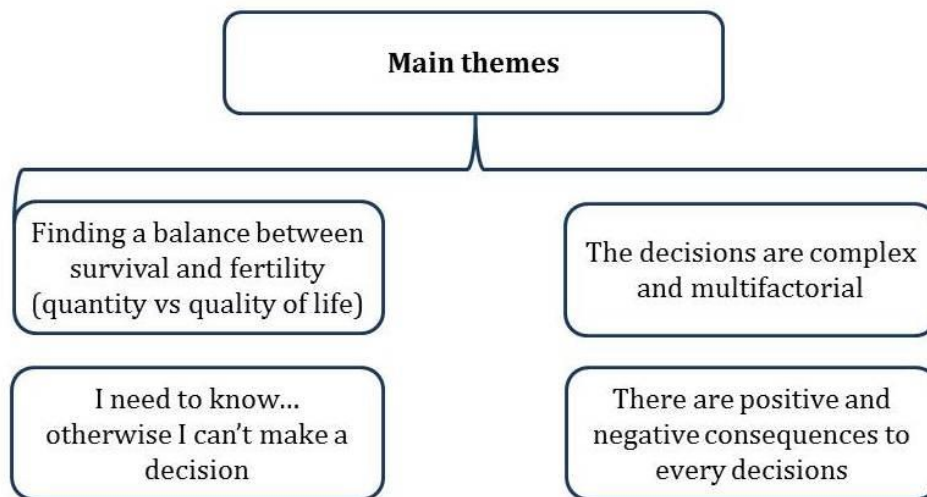 Main themes
Finding a balance between
survival and fertility
(quantity vs quality of life)
The decisions are complex
and multifactorial
I need to know...
otherwise I can't make a
decision
There are positive and
negative consequences to
every decisions